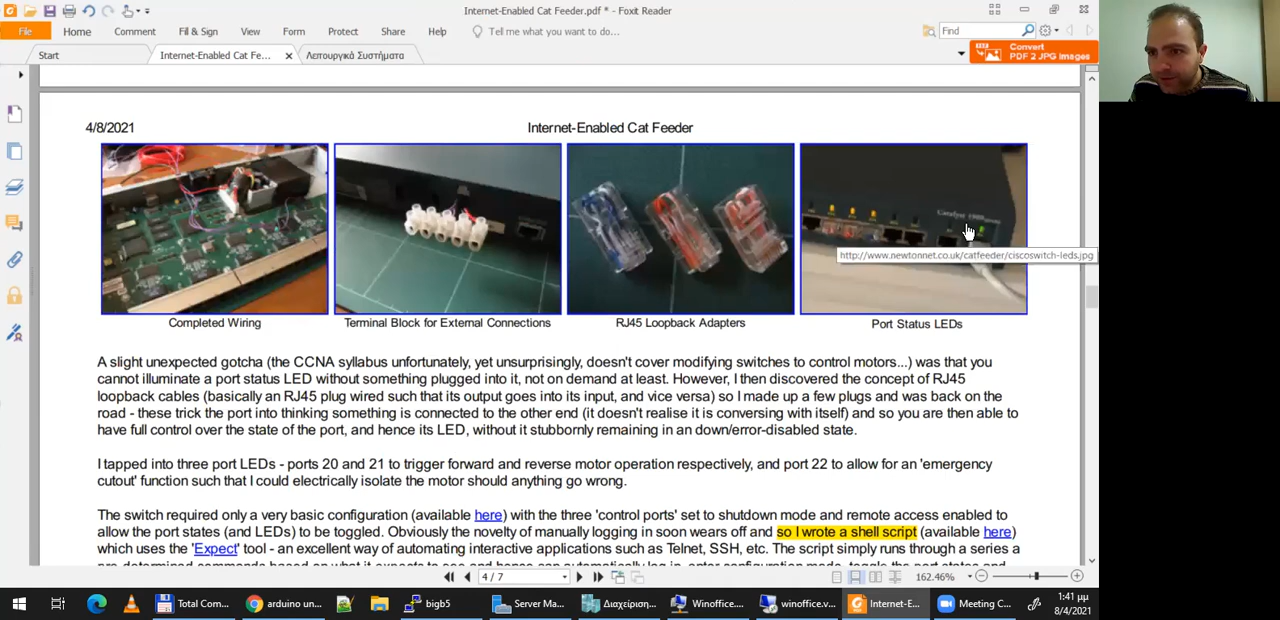 Internet-Enabled Cat Feeder.pdf * - Foxit Reader
File Home Comment Fill & Sign View Form Protect Share Help Tell me what you want to do... Find
Start Internet-Enabled Cat Fe... Λειτουργικά Συστήματα Convert
PDF 2 JPG Images
4/8/2021 Internet-Enabled Cat Feeder
http://www.newtonnet.co.uk/catfeeder/ciscoswitch-leds.jpg
Completed Wiring Terminal Block for External Connections RJ45 Loopback Adapters Port Status LEDs
A slight unexpected gotcha (the CCNA syllabus unfortunately, yet unsurprisingly, doesn't cover modifying switches to control motors...) was that you
cannot illuminate a port status LED without something plugged into it, not on demand at least. However, I then discovered the concept of RJ45
loopback cables (basically an RJ45 plug wired such that its output goes into its input, and vice versa) so I made up a few plugs and was back on the
road - these trick the port into thinking something is connected to the other end (it doesn't realise it is conversing with itself) and so you are then able to
have full control over the state of the port, and hence its LED, without it stubbornly remaining in an down/error-disabled state.
I tapped into three port LEDs - ports 20 and 21 to trigger forward and reverse motor operation respectively, and port 22 to allow for an 'emergency
cutout' function such that I could electrically isolate the motor should anything go wrong.
The switch required only a very basic configuration (available here) with the three 'control ports' set to shutdown mode and remote access enabled to
allow the port states (and LEDs) to be toggled. Obviously the novelty of manually logging in soon wears off and so I wrote a shell script (available here)
which uses the 'Expect' tool - an excellent way of automating interactive applications such as Telnet, SSH, etc. The script simply runs through a series a
4 / 7 162.46%
Total Com... arduino un... bigb5 Server Ma... Διαχείριση... Winoffice.... winoffice.v... Internet-E... Meeting C... 1:41 μμ
8/4/2021